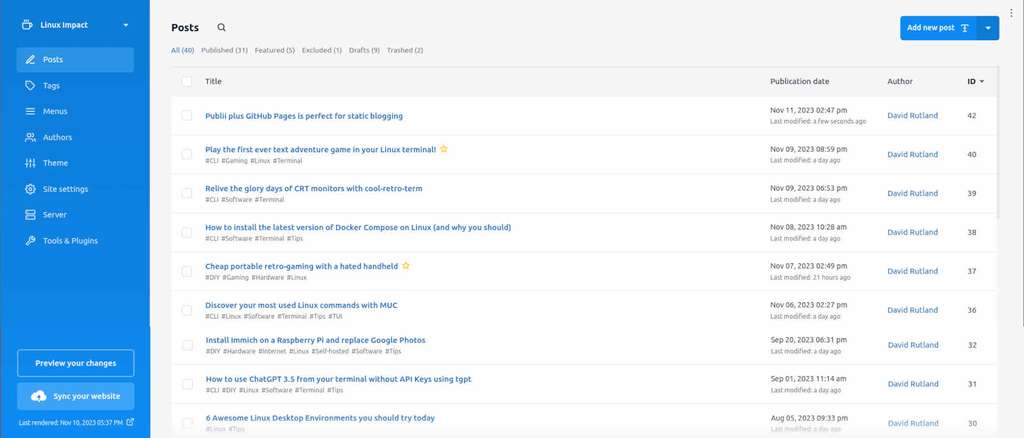 Linux Impact
Posts
Tags
Menus
Authors
Theme
Site settings
Server
Tools & Plugins
Preview your changes
Sync your website
Last rendered: Nov 10, 2023 05:37 PM
Posts
Add new post
All (40) Published (31) Featured (5) Excluded (1) Drafts (9) Trashed (2)
Title Publication date Author ID
Publii plus GitHub Pages is perfect for static blogging
Nov 11, 2023 02:47 pm
Last modified: a few seconds ago
David Rutland
42
Play the first ever text adventure game in your Linux terminal!
#CLI #Gaming #Linux #Terminal
Nov 09, 2023 08:59 pm
Last modified: a day ago
David Rutland
40
Relive the glory days of CRT monitors with cool-retro-term
#CLI #Software #Terminal
Nov 09, 2023 06:53 pm
Last modified: a day ago
David Rutland
39
How to install the latest version of Docker Compose on Linux (and why you should)
#CLI #Software #Terminal #Tips
Nov 08, 2023 10:28 am
Last modified: a day ago
David Rutland
38
Cheap portable retro-gaming with a hated handheld
#DIY #Gaming #Hardware #Linux
Nov 07, 2023 02:49 pm
Last modified: 21 hours ago
David Rutland
37
Discover your most used Linux commands with MUC
#CLI #Linux #Software #Terminal #Tips #TUI
Nov 06, 2023 02:27 pm
Last modified: a day ago
David Rutland
36
Install Immich on a Raspberry Pi and replace Google Photos
#DIY #Hardware #Internet #Linux #Self-hosted #Software #Tips
Sep 20, 2023 06:31 pm
Last modified: a day ago
David Rutland
32
How to use ChatGPT 3.5 from your terminal without API Keys using tgpt
#CLI #DIY #Linux #Software #Terminal #Tips
Sep 01, 2023 11:14 am
Last modified: a day ago
David Rutland
31
6 Awesome Linux Desktop Environments you should try today
#Linux #Tips
Aug 05, 2023 09:33 pm
Last modified: a day ago
David Rutland
30